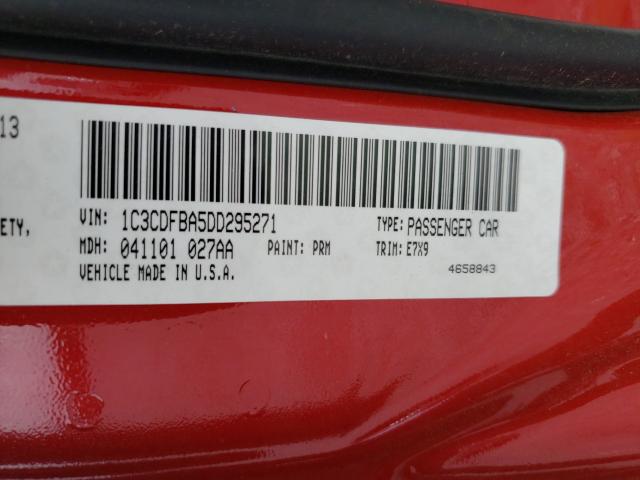 13
VIN: 1C3CDFBA5DD295271 TYPE: PASSENGER CAR
ETY,
MDH: 041101 027AA PAINT: PRM TRIM: E7X9
VEHICLE MADE IN U.S.A. 4658843